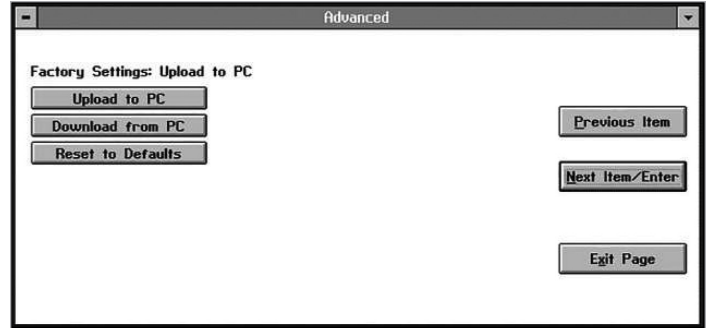 Advanced
Factory Settings: Upload to PC
Upload to PC
Download from PC
Reset to Defaults
Previous Item
Next Item/Enter
Exit Page